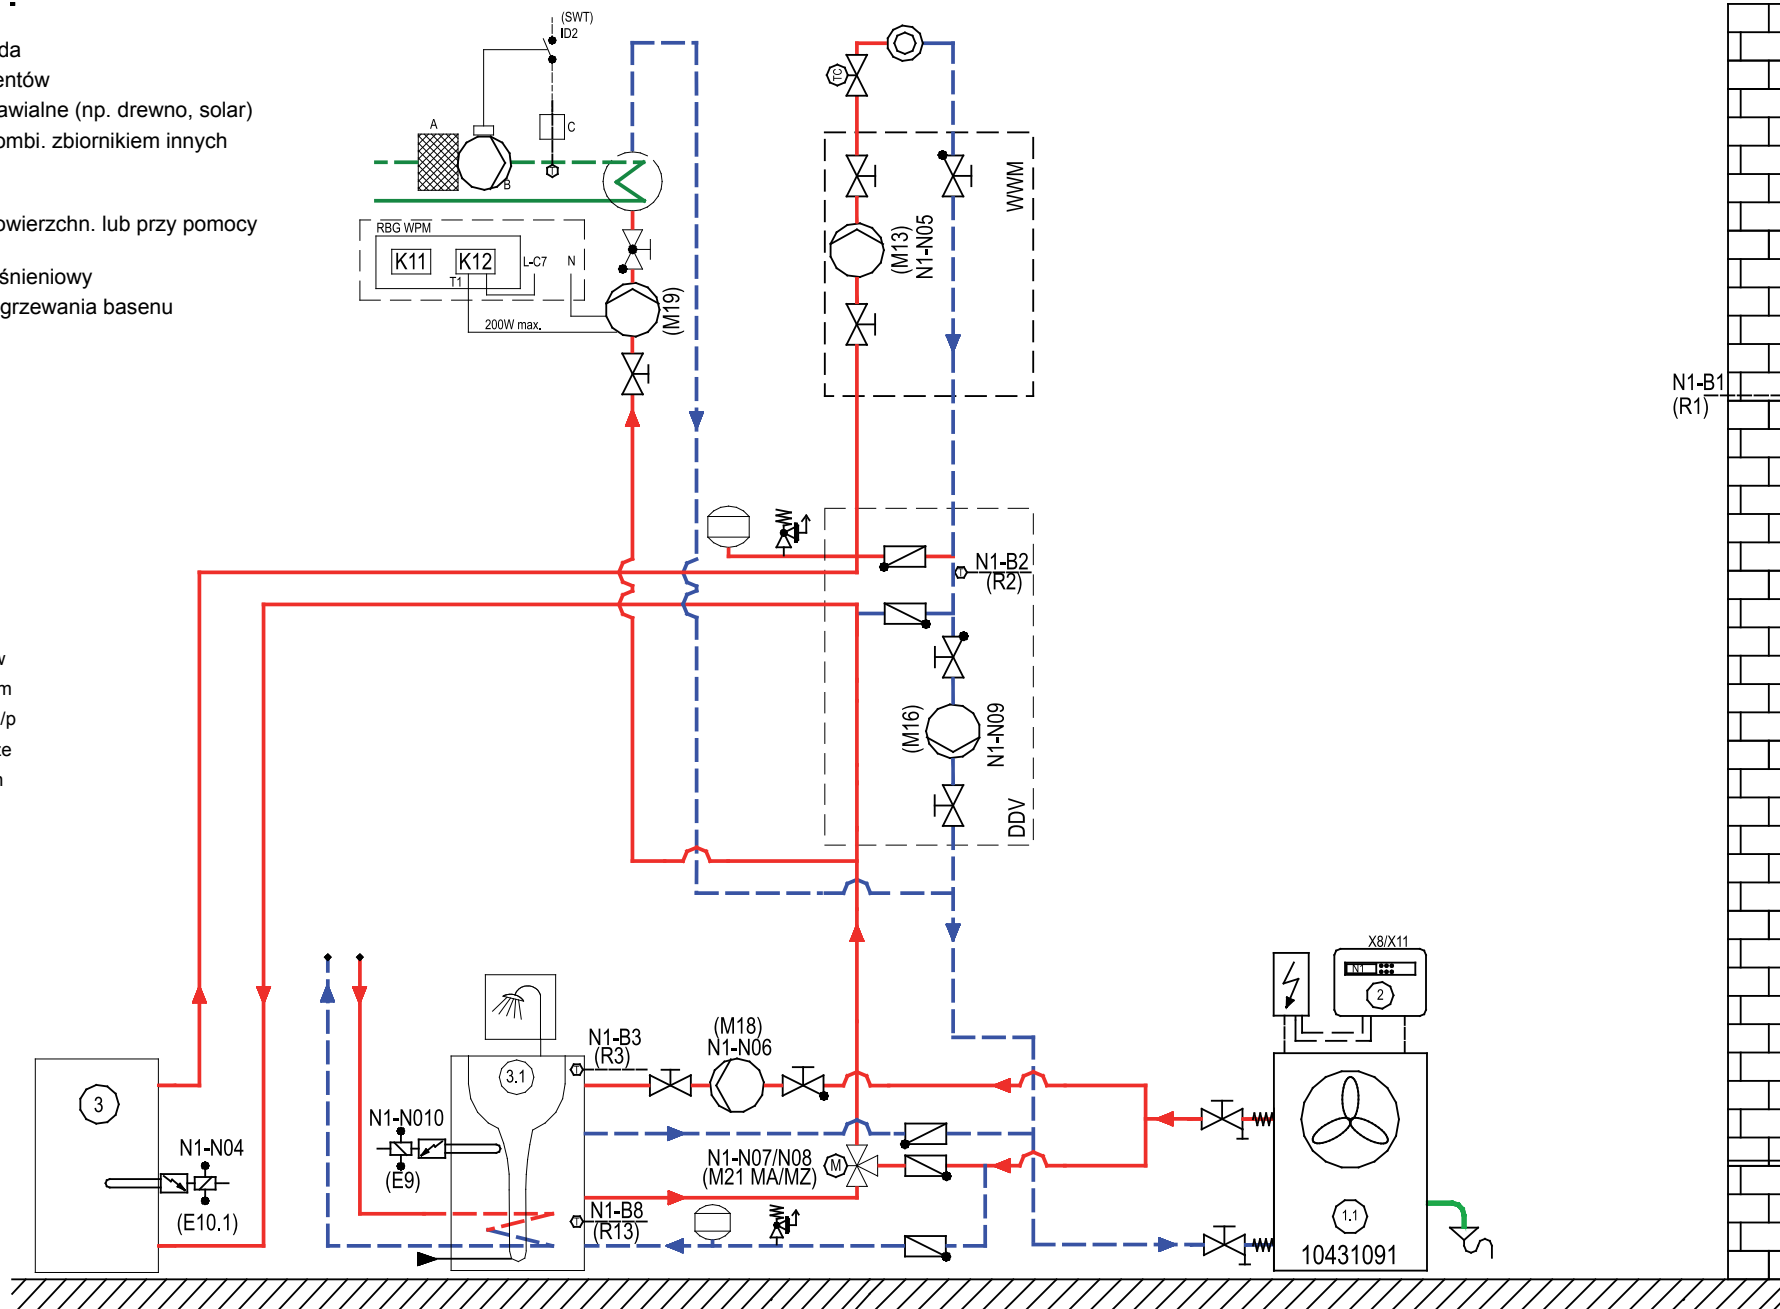 da
entów
awialne (np. drewno, solar)
ombi. zbiornikiem innych
owierzchn. lub przy pomocy
śnieniowy
grzewania basenu
w
m
/p
że
n
(SWT)
ID2
A
B
C
RBG WPM
K11
K12
T1
L-C7
N
200W max.
(M19)
TC
WWM
(M13)
N1-N05
N1-B1
(R1)
N1-B2
(R2)
(M16)
N1-N09
DDV
X8/X11
N1
2
N1-B3
(R3)
(M18)
N1-N06
3.1
3
N1-N010
(E9)
N1-N04
(E10.1)
N1-N07/N08
(M21 MA/MZ)
M
N1-B8
(R13)
1.1
10431091